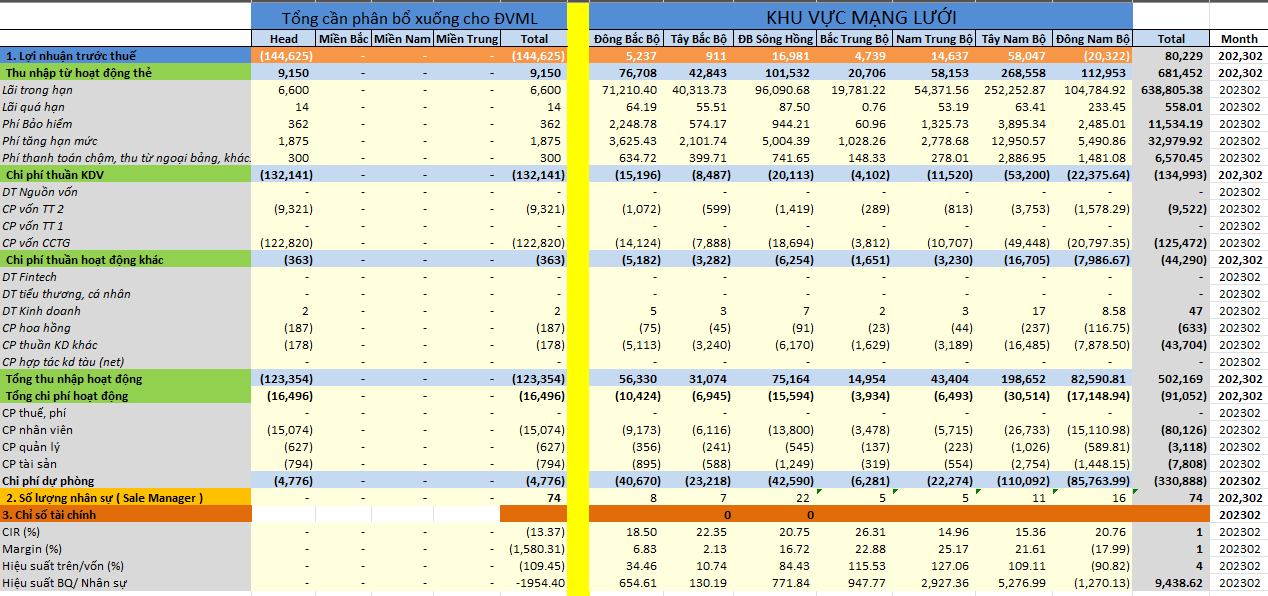 Tổng cần phân bổ xuống cho ĐVML KHU VỰC MẠNG LƯỚI
Head Miền Bắc Miền Nam Miền Trung Total Đông Bắc Bộ Tây Bắc Bộ ĐB Sông Hồng Bắc Trung Bộ Nam Trung Bộ Tây Nam Bộ Đông Nam Bộ Total Month
1. Lợi nhuận trước thuế (144,625) - - - (144,625) 5,237 911 16,981 4,739 14,637 58,047 (20,322) 80,229 202,302
Thu nhập từ hoạt động thẻ 9,150 - - - 9,150 76,708 42,843 101,532 20,706 58,153 268,558 112,953 681,452 202,302
Lãi trong hạn 6,600 - - - 6,600 71,210.40 40,313.73 96,090.68 19,781.22 54,371.56 252,252.87 104,784.92 638,805.38 202302
Lãi quá hạn 14 - - - 14 64.19 55.51 87.50 0.76 53.19 63.41 233.45 558.01 202302
Phí Bảo hiểm 362 - - - 362 2,248.78 574.17 944.21 60.96 1,325.73 3,895.34 2,485.01 11,534.19 202302
Phí tăng hạn mức 1,875 - - - 1,875 3,625.43 2,101.74 5,004.39 1,028.26 2,778.68 12,950.57 5,490.86 32,979.92 202302
Phí thanh toán chậm, thu từ ngoại bảng, khác. 300 - - - 300 634.72 399.71 741.65 148.33 278.01 2,886.95 1,481.08 6,570.45 202302
Chi phí thuần KDV (132,141) - - - (132,141) (15,196) (8,487) (20,113) (4,102) (11,520) (53,200) (22,375.64) (134,993) 202,302
DT Nguồn vốn - - - - - - - - - - - - - 202302
CP vốn TT 2 (9,321) - - - (9,321) (1,072) (599) (1,419) (289) (813) (3,753) (1,578.29) (9,522) 202302
CP vốn TT 1 - - - - - - - - - - - - - 202302
CP vốn CCTG (122,820) - - - (122,820) (14,124) (7,888) (18,694) (3,812) (10,707) (49,448) (20,797.35) (125,472) 202302
Chi phí thuần hoạt động khác (363) - - - (363) (5,182) (3,282) (6,254) (1,651) (3,230) (16,705) (7,986.67) (44,290) 202,302
DT Fintech - - - - - - - - - - - - - 202302
DT tiểu thương, cá nhân - - - - - - - - - - - - - 202302
DT Kinh doanh 2 - - - 2 5 3 7 2 3 17 8.58 47 202302
CP hoa hồng (187) - - - (187) (75) (45) (91) (23) (44) (237) (116.75) (633) 202302
CP thuần KD khác (178) - - - (178) (5,113) (3,240) (6,170) (1,629) (3,189) (16,485) (7,878.50) (43,704) 202302
CP hợp tác kd tàu (net) - - - - - - - - - - - - - 202302
Tổng thu nhập hoạt động (123,354) - - - (123,354) 56,330 31,074 75,164 14,954 43,404 198,652 82,590.81 502,169 202,302
Tổng chi phí hoạt động (16,496) - - - (16,496) (10,424) (6,945) (15,594) (3,934) (6,493) (30,514) (17,148.94) (91,052) 202,302
CP thuế, phí - - - - - - - - - - - - - 202302
CP nhân viên (15,074) - - - (15,074) (9,173) (6,116) (13,800) (3,478) (5,715) (26,733) (15,110.98) (80,126) 202302
CP quản lý (627) - - - (627) (356) (241) (545) (137) (223) (1,026) (589.81) (3,118) 202302
CP tài sản (794) - - - (794) (895) (588) (1,249) (319) (554) (2,754) (1,448.15) (7,808) 202302
Chi phí dự phòng (4,776) - - - (4,776) (40,670) (23,218) (42,590) (6,281) (22,274) (110,092) (85,763.99) (330,888) 202302
2. Số lượng nhân sự ( Sale Manager ) - - - - 74 8 7 22 5 5 11 16 74 202,302
3. Chỉ số tài chính 0 0 202302
CIR (%) - - - - (13.37) 18.50 22.35 20.75 26.31 14.96 15.36 20.76 1 202302
Margin (%) - - - - (1,580.31) 6.83 2.13 16.72 22.88 25.17 21.61 (17.99) 1 202302
Hiệu suất trên/vốn (%) - - - - (109.45) 34.46 10.74 84.43 115.53 127.06 109.11 (90.82) 4 202302
Hiệu suất BQ/ Nhân sự - - - - -1954.40 654.61 130.19 771.84 947.77 2,927.36 5,276.99 (1,270.13) 9,438.62 202302